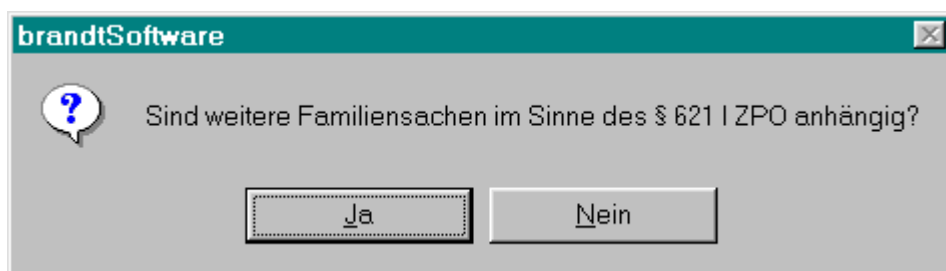 brandtSoftware
Sind weitere Familiensachen im Sinne des § 621 I ZPO anhängig?
Ja
Nein